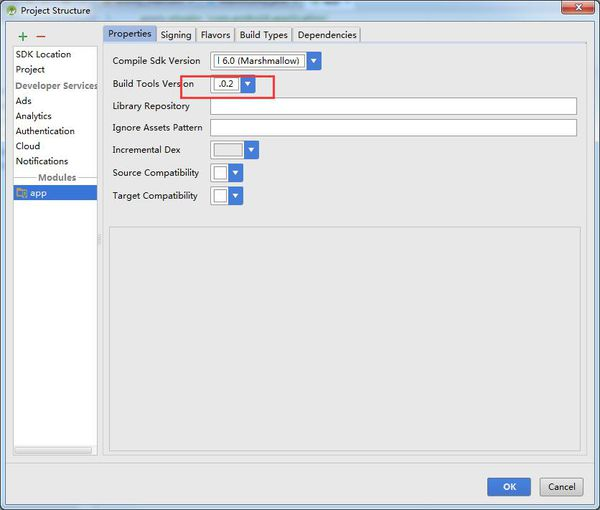 Project Structure
SDK Location
Project
Developer Services
Ads
Analytics
Authentication
Cloud
Notifications
Modules
app
Properties
Signing
Flavors
Build Types
Dependencies
Compile Sdk Version
l 6.0 (Marshmallow)
Build Tools Version
.0.2
Library Repository
Ignore Assets Pattern
Incremental Dex
Source Compatibility
Target Compatibility
OK
Cancel